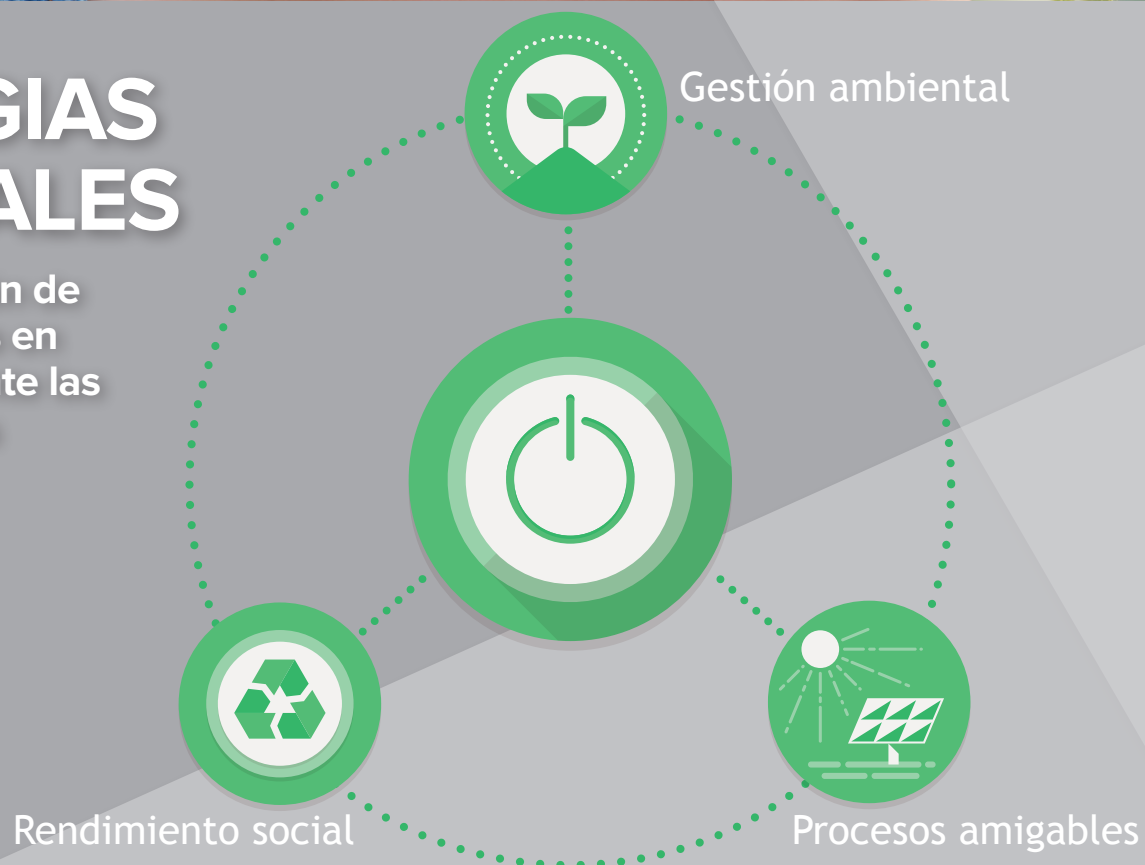 GIAS
ALES
n de
en
te las
Gestión ambiental
Rendimiento social
Procesos amigables